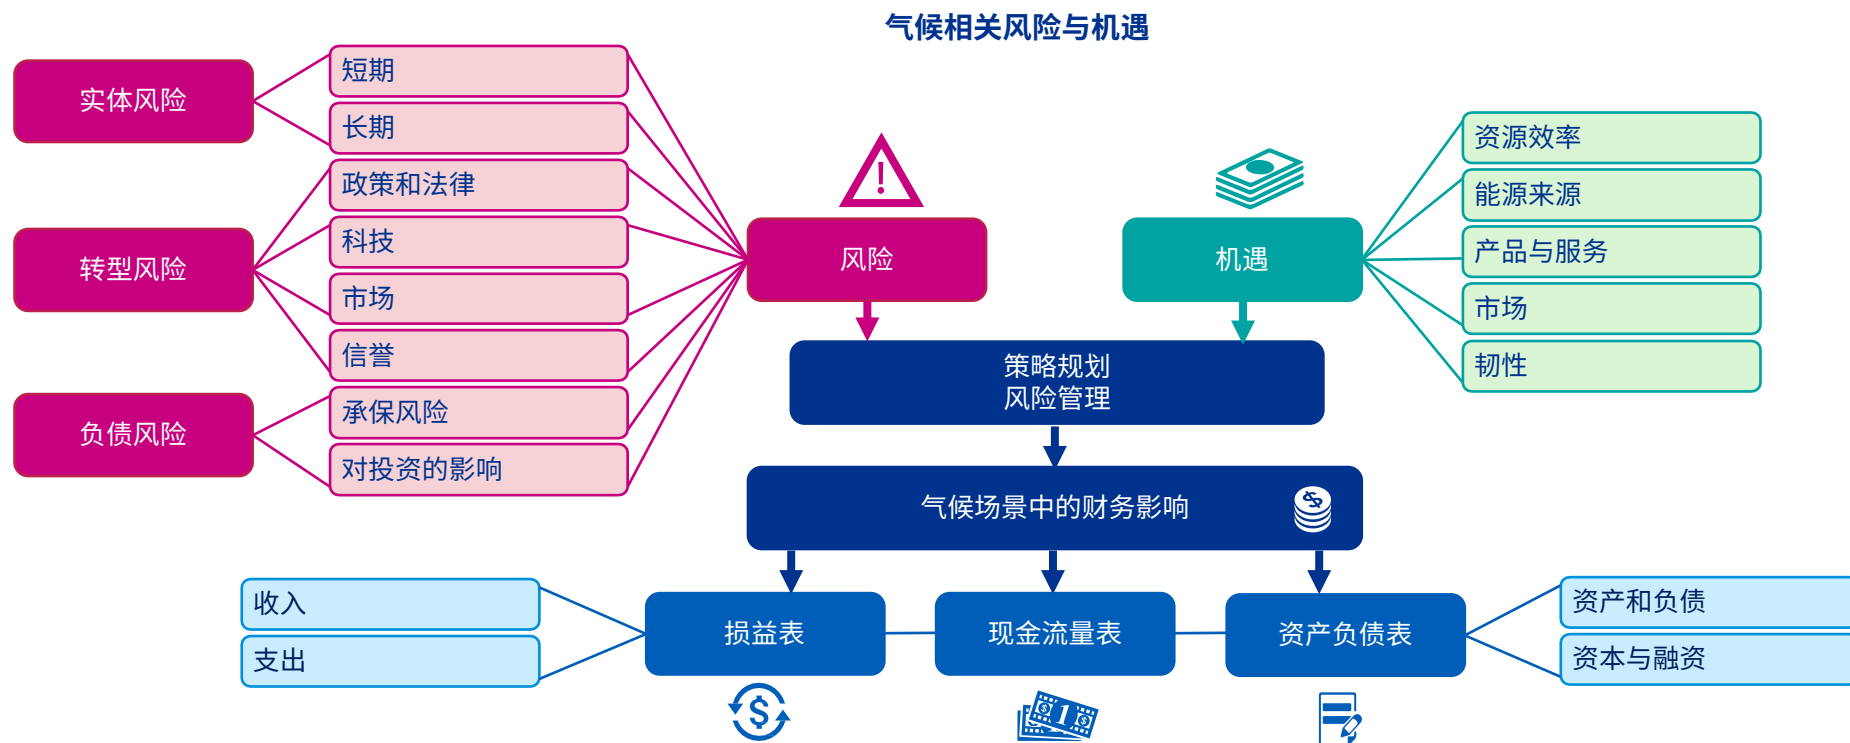 气候相关风险与机遇
实体风险
短期
长期
转型风险
政策和法律
科技
市场
信誉
负债风险
承保风险
对投资的影响
风险
机遇
资源效率
能源来源
产品与服务
市场
韧性
策略规划
风险管理
气候场景中的财务影响
收入
支出
损益表
现金流量表
资产负债表
资产和负债
资本与融资